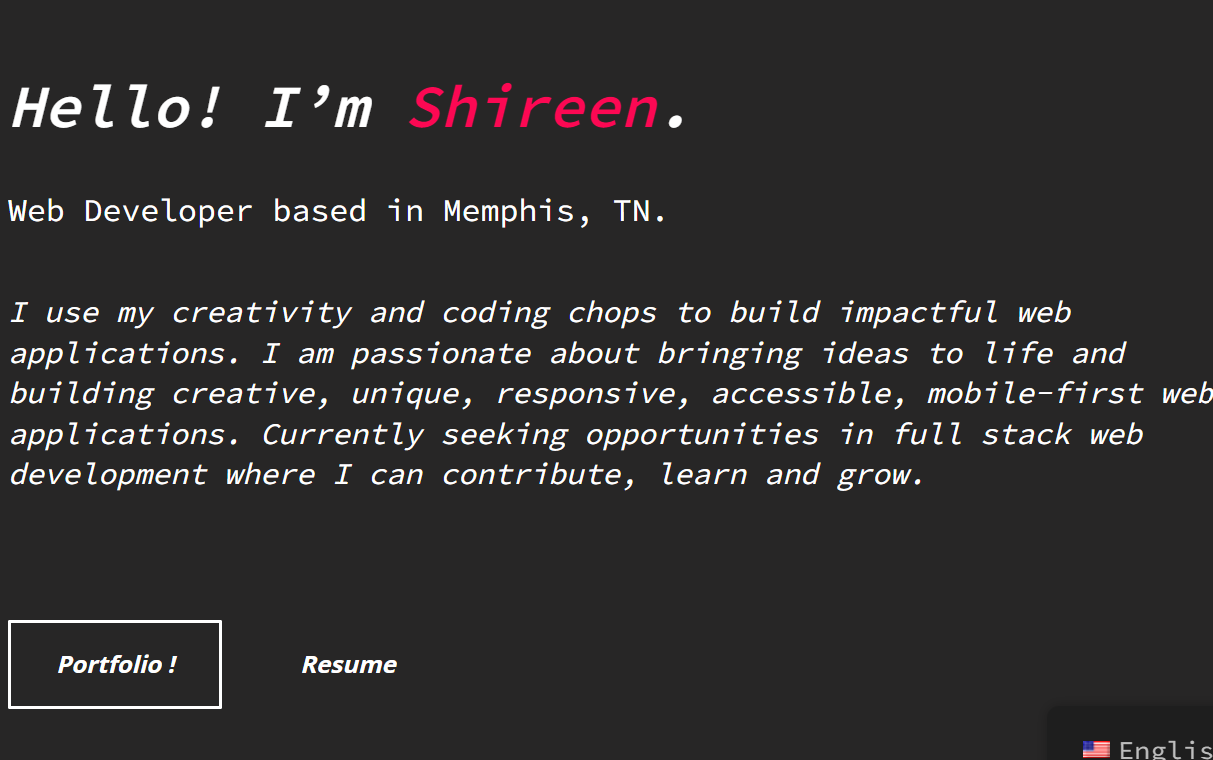 Hello! I’m Shireen.
Web Developer based in Memphis, TN.
I use my creativity and coding chops to build impactful web
applications. I am passionate about bringing ideas to life and
building creative, unique, responsive, accessible, mobile-first web
applications. Currently seeking opportunities in full stack web
development where I can contribute, learn and grow.
Portfolio !
Resume
Englis